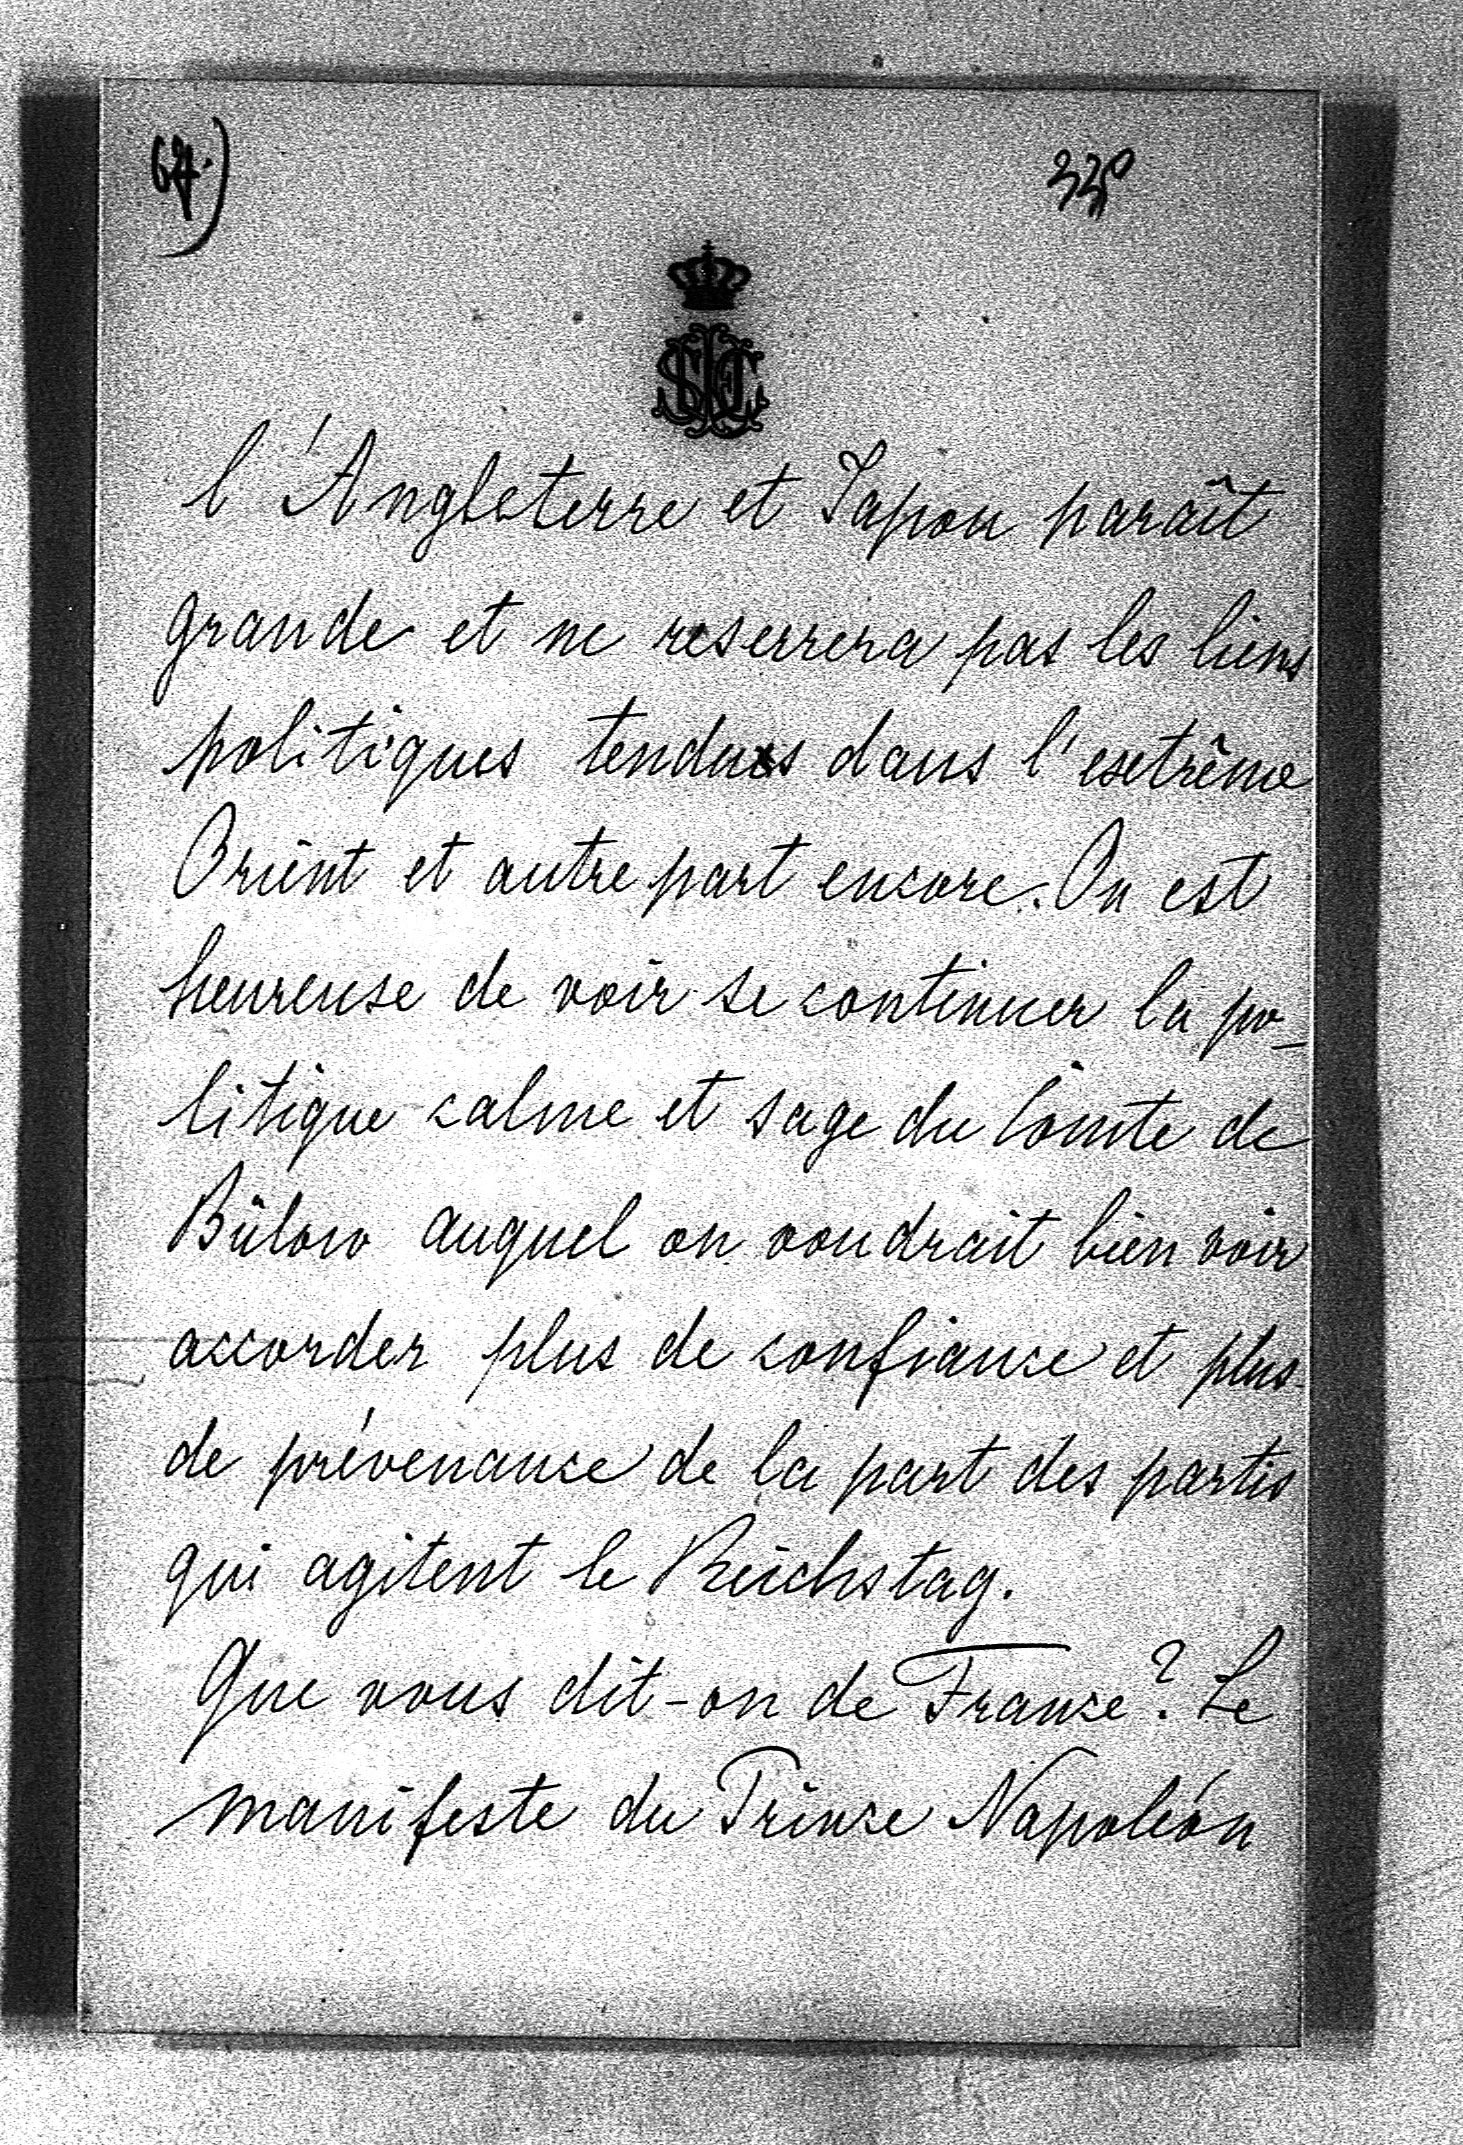 67.)
l'Angleterre et Japon paraît
grande et ne reserrera pas les liens
politiques tendus dans l'extrême
Orient et autre part encore. On est
heureuse de voir se continuer la po_
litique calme et sage du Comte de
Bülow auquel on voudrait bien voir
accorder plus de confiance et plus
de prévenance de la part des partis
qui agitent le Reichstag.
Que vous dit-on de France? Le
manifeste du Prince Napoléon